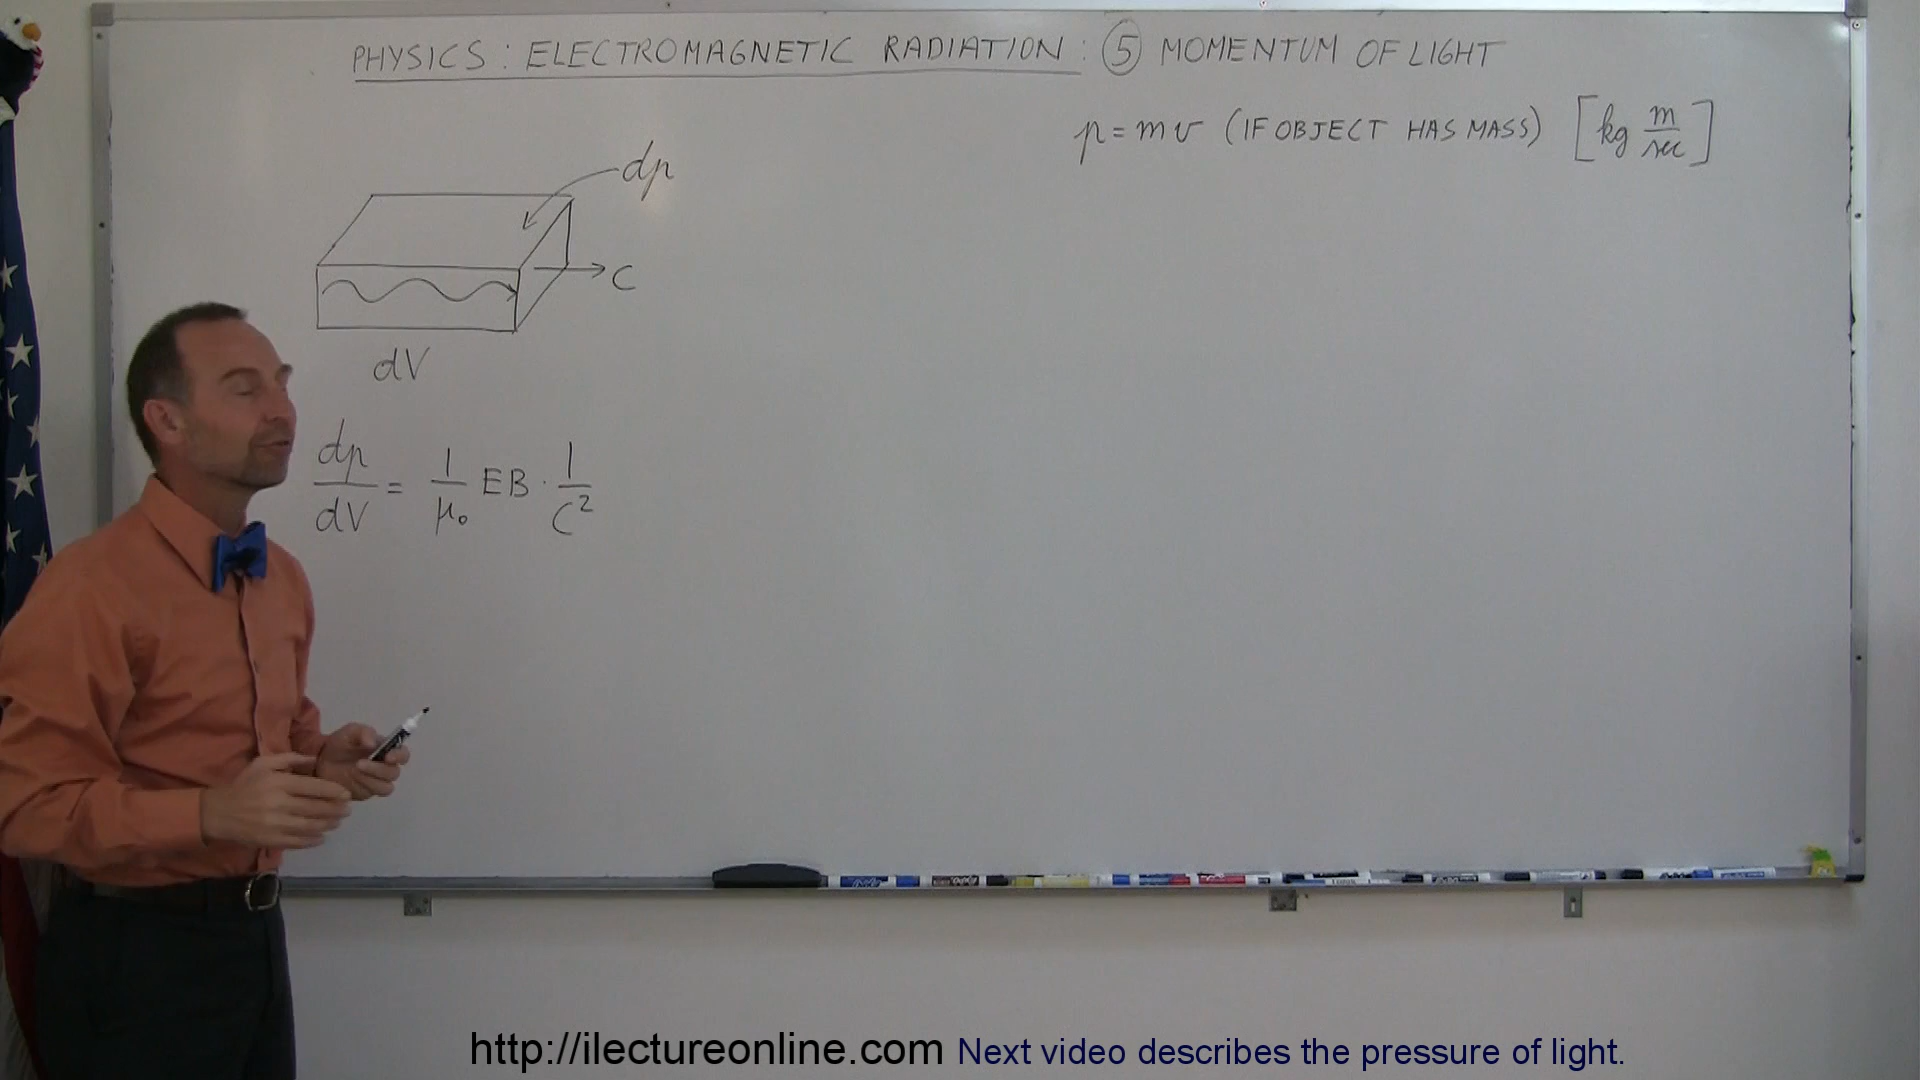 PHYSICS: ELECTROMAGNETIC RADIATION: ⑤ MOMENTUM OF LIGHT
p = mv (IF OBJECT HAS MASS) [kg m/sec]
dp
C
dV
dp/dV = 1/μ₀ EB · 1/C²
http://ilectureonline.com Next video describes the pressure of light.